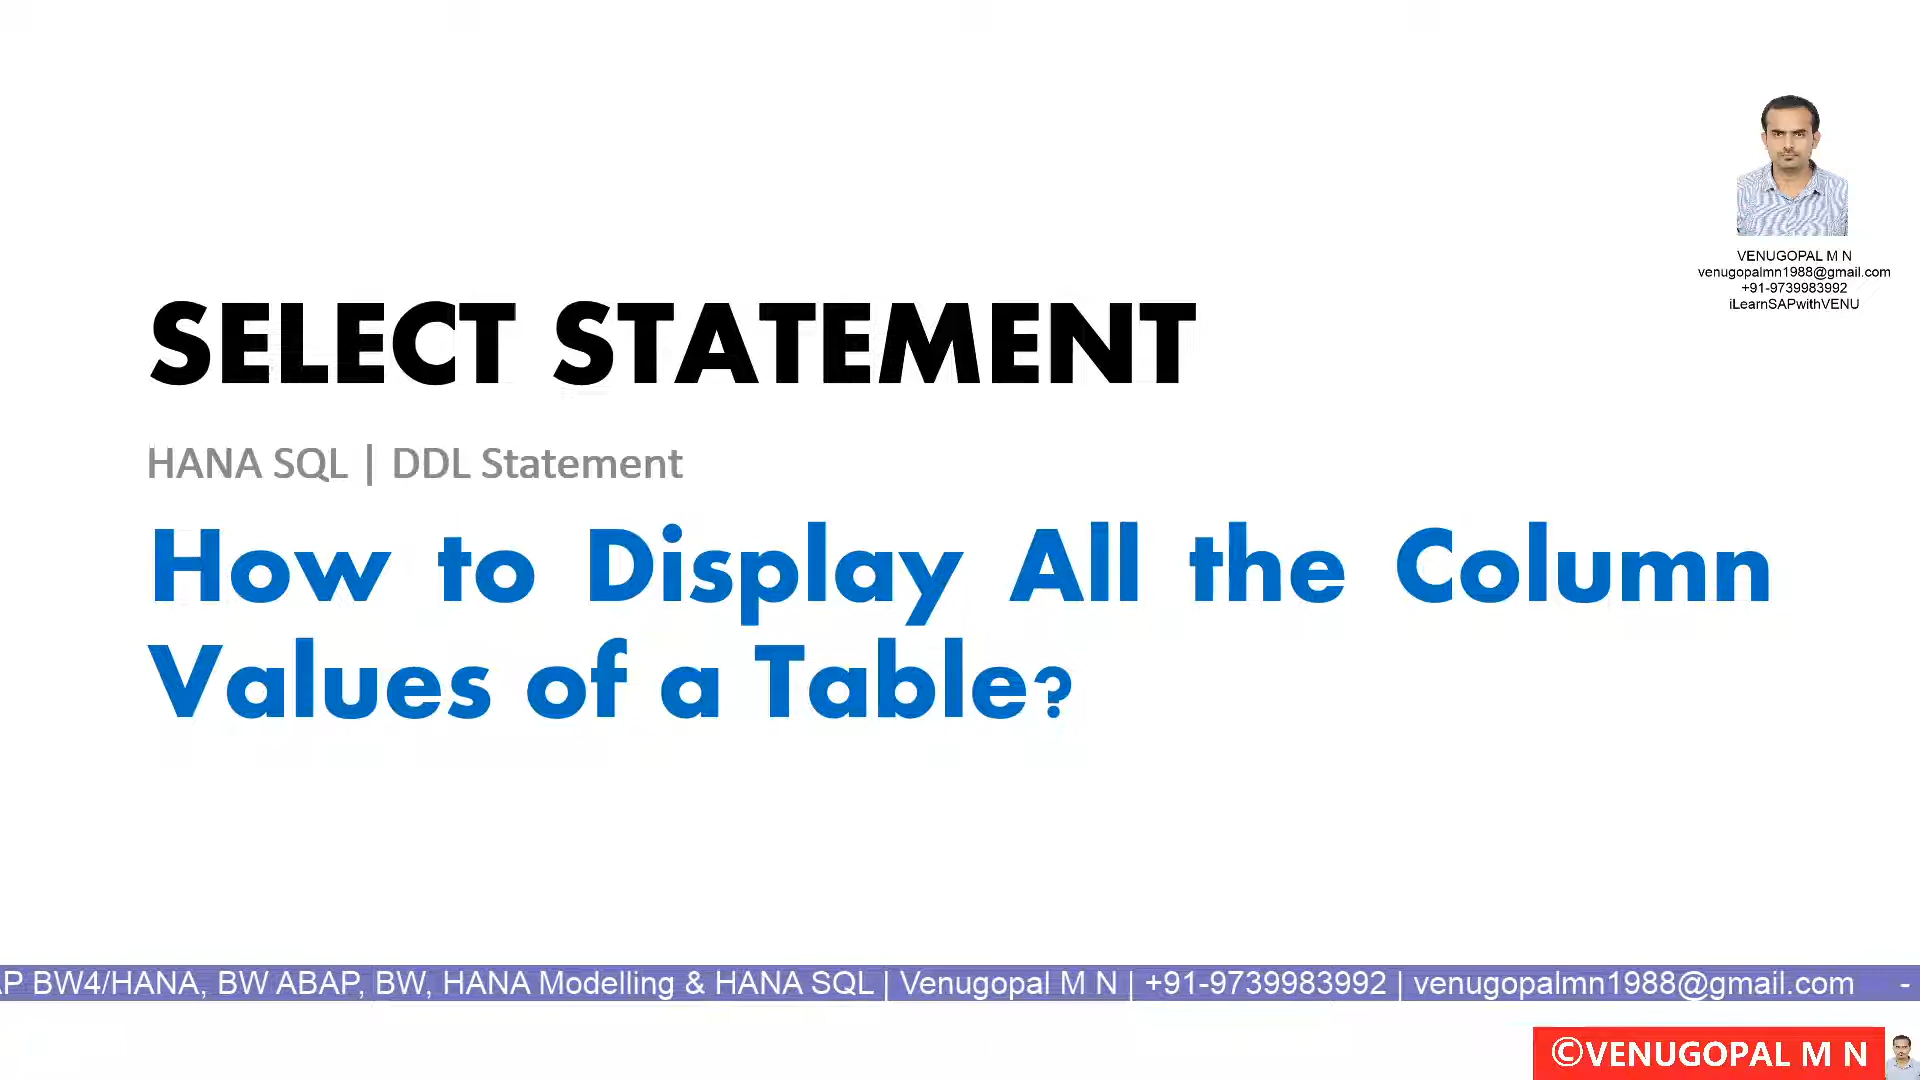 VENUGOPAL M N
venugopalmn1988@gmail.com
+91-9739983992
iLearnSAPwithVENU
SELECT STATEMENT
HANA SQL | DDL Statement
How to Display All the Column
Values of a Table?
AP BW4/HANA, BW ABAP, BW, HANA Modelling & HANA SQL | Venugopal M N | +91-9739983992 | venugopalmn1988@gmail.com -
©VENUGOPAL M N